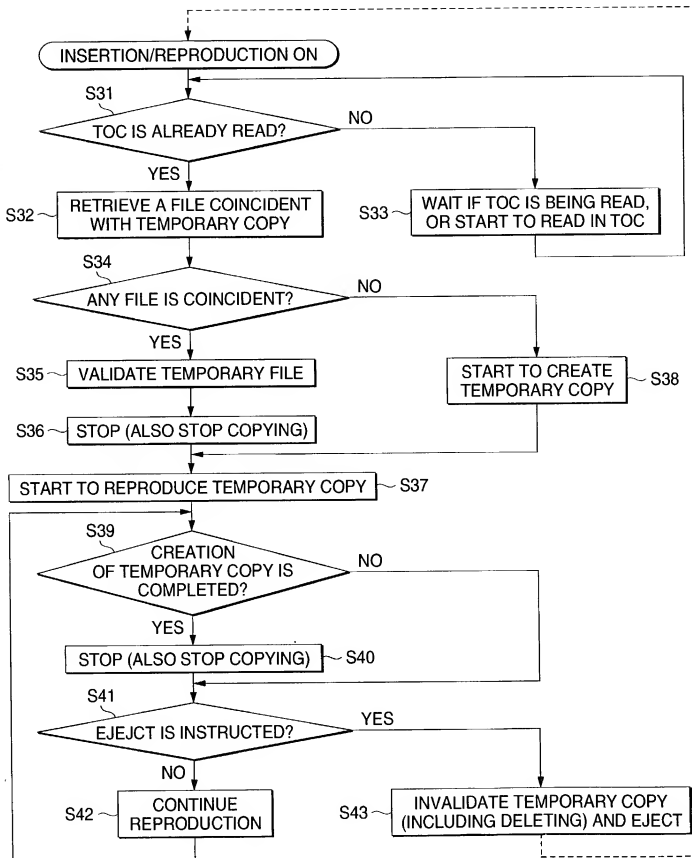 INSERTION/REPRODUCTION ON
S31
TOC IS ALREADY READ?
NO
YES
S32
RETRIEVE A FILE COINCIDENT
WITH TEMPORARY COPY
S33
WAIT IF TOC IS BEING READ,
OR START TO READ IN TOC
S34
ANY FILE IS COINCIDENT?
NO
YES
S35
VALIDATE TEMPORARY FILE
START TO CREATE
TEMPORARY COPY
S38
S36
STOP (ALSO STOP COPYING)
START TO REPRODUCE TEMPORARY COPY
S37
S39
CREATION
OF TEMPORARY COPY IS
COMPLETED?
NO
YES
STOP (ALSO STOP COPYING)
S40
S41
EJEJCT IS INSTRUCTED?
YES
NO
S42
CONTINUE
REPRODUCTION
S43
INVALIDATE TEMPORARY COPY
(INCLUDING DELETING) AND EJECT